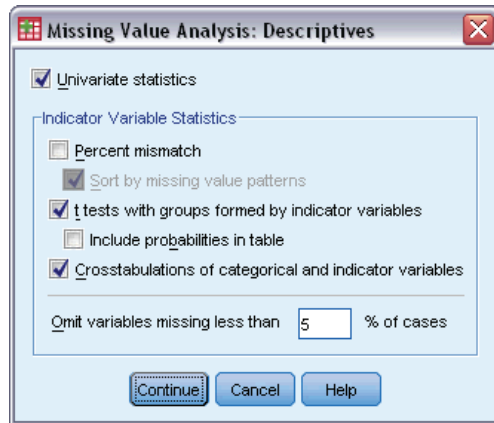 Missing Value Analysis: Descriptives
Univariate statistics
Indicator Variable Statistics
Percent mismatch
Sort by missing value patterns
t tests with groups formed by indicator variables
Include probabilities in table
Crosstabulations of categorical and indicator variables
Omit variables missing less than 5 % of cases
Continue Cancel Help